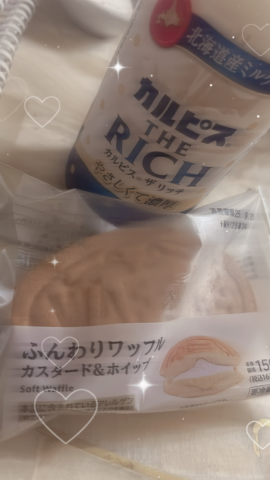 北海道産ミルク
カルピス
THE
RICH
カルピス ザ・リッチ
やさしくて濃厚
ふんわりワッフル
カスタード&ホイップ
Soft Waffle